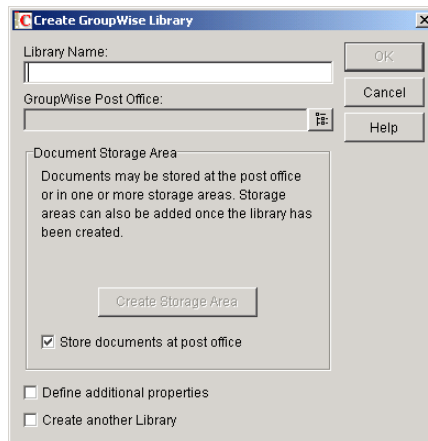 Create GroupWise Library
Library Name:
OK
Cancel
GroupWise Post Office:
Help
Document Storage Area
Documents may be stored at the post office
or in one or more storage areas. Storage
areas can also be added once the library has
been created.
Create Storage Area
Store documents at post office
Define additional properties
Create another Library